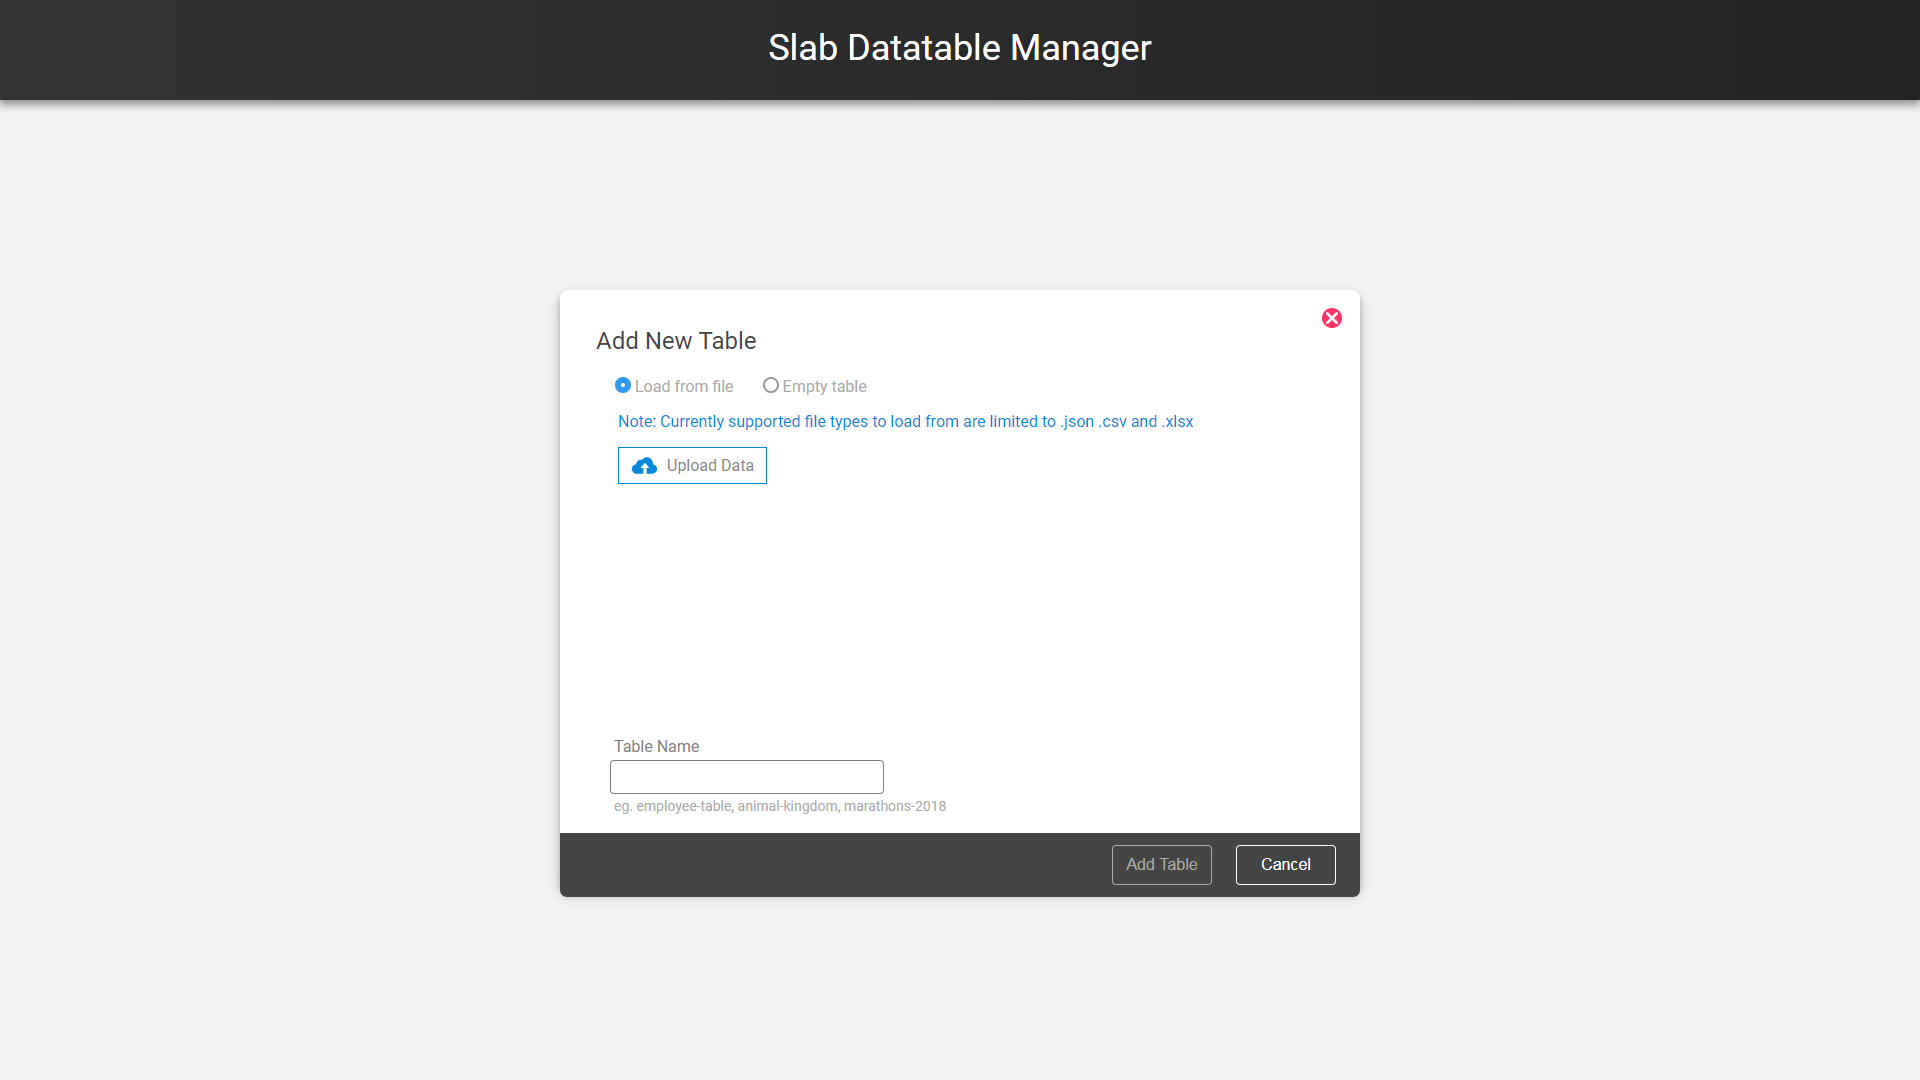 Slab Datatable Manager
Add New Table
Load from file
Empty table
Note: Currently supported file types to load from are limited to .json .csv and .xlsx
Upload Data
Table Name
eg. employee-table, animal-kingdom, marathons-2018
Add Table
Cancel